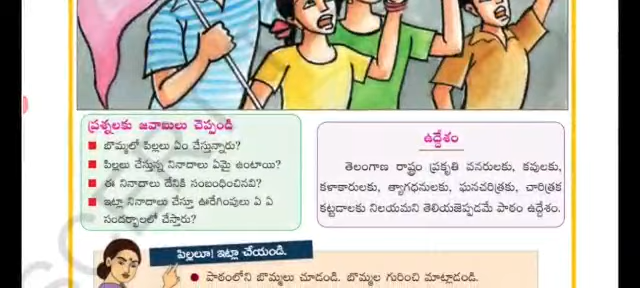 ప్రశ్నలకు జవాబులు చెప్పండి
బొమ్మలో పిల్లలు ఏం చేస్తున్నారు?
పిల్లలు చేస్తున్న నినాదాలు ఏమై ఉంటాయి?
ఈ నినాదాలు దేనికి సంబంధించినవి?
ఇట్లా నినాదాలు చేస్తూ ఊరేగింపులు ఏ ఏ
సందర్భాలలో చేస్తారు?
ఉద్దేశం
తెలంగాణ రాష్ట్రం ప్రకృతి వనరులకు, కవులకు,
కళాకారులకు, త్యాగధనులకు, ఘనచరిత్రకు, చారిత్రక
కట్టడాలకు నిలయమని తెలియజెప్పడమే పాఠం ఉద్దేశం.
పిల్లలూ! ఇట్లా చేయండి.
పాఠంలోని బొమ్మలు చూడండి. బొమ్మల గురించి మాట్లాడండి.